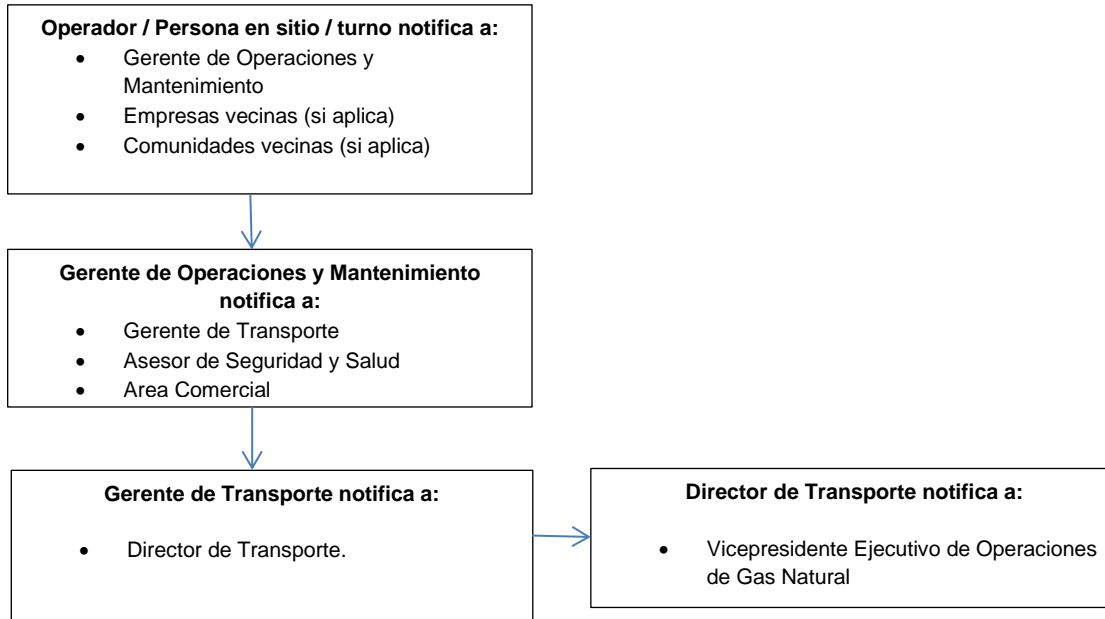 Operador / Persona en sitio / turno notifica a:
• Gerente de Operaciones y
Mantenimiento
• Empresas vecinas (si aplica)
• Comunidades vecinas (si aplica)
Gerente de Operaciones y Mantenimiento
notifica a:
• Gerente de Transporte
• Asesor de Seguridad y Salud
• Area Comercial
Gerente de Transporte notifica a:
• Director de Transporte.
Director de Transporte notifica a:
• Vicepresidente Ejecutivo de Operaciones
de Gas Natural